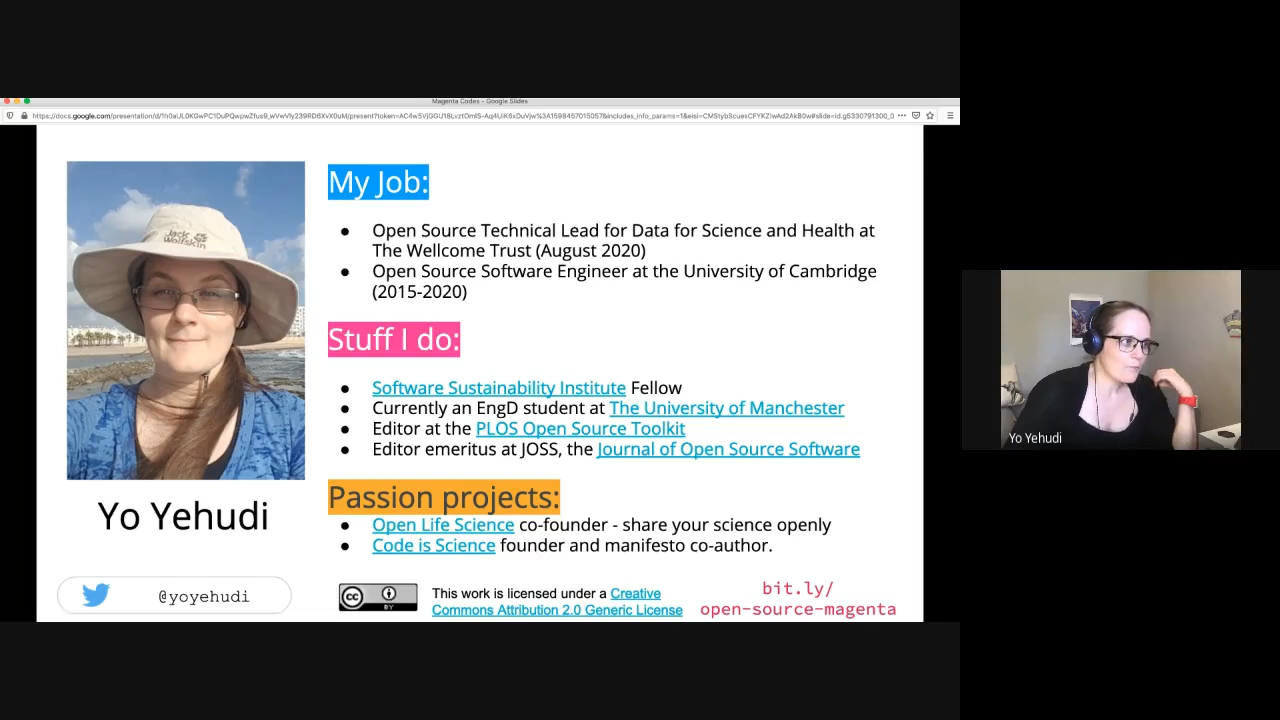 Magenta Codes - Google Slides
Jack
Wolfskin
My Job:
Open Source Technical Lead for Data for Science and Health at
The Wellcome Trust (August 2020)
Open Source Software Engineer at the University of Cambridge
(2015-2020)
Stuff I do:
Software Sustainability Institute Fellow
Currently an EngD student at The University of Manchester
Editor at the PLOS Open Source Toolkit
Editor emeritus at JOSS, the Journal of Open Source Software
Passion projects:
Open Life Science co-founder - share your science openly
Code is Science founder and manifesto co-author.
Yo Yehudi
@yoyehudi
CC BY
This work is licensed under a Creative
Commons Attribution 2.0 Generic License
bit.ly/
open-source-magenta
Yo Yehudi